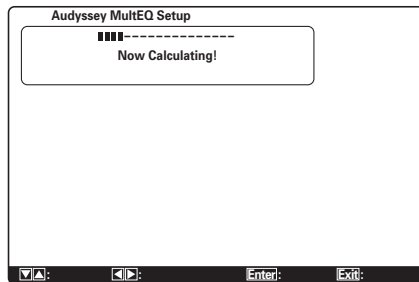 Audyssey MultEQ Setup
Now Calculating!
▼▲: ◀▶: Enter: Exit: